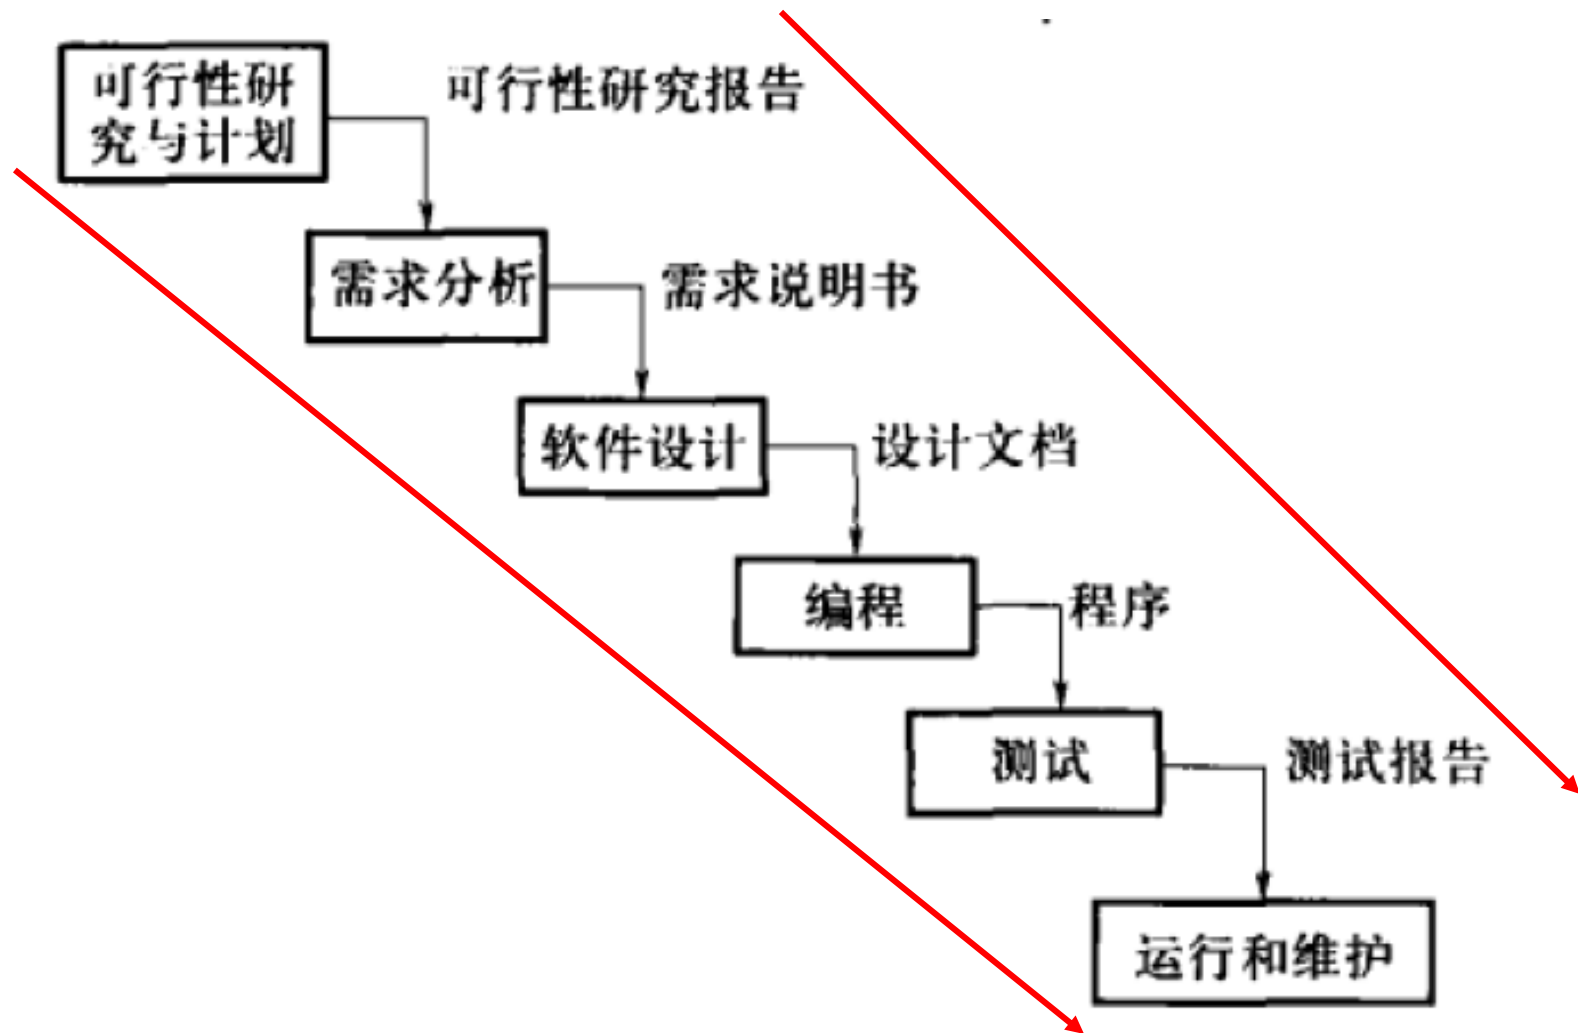 可行性研
究与计划
可行性研究报告
需求分析
需求说明书
软件设计
设计文档
编程
程序
测试
测试报告
运行和维护